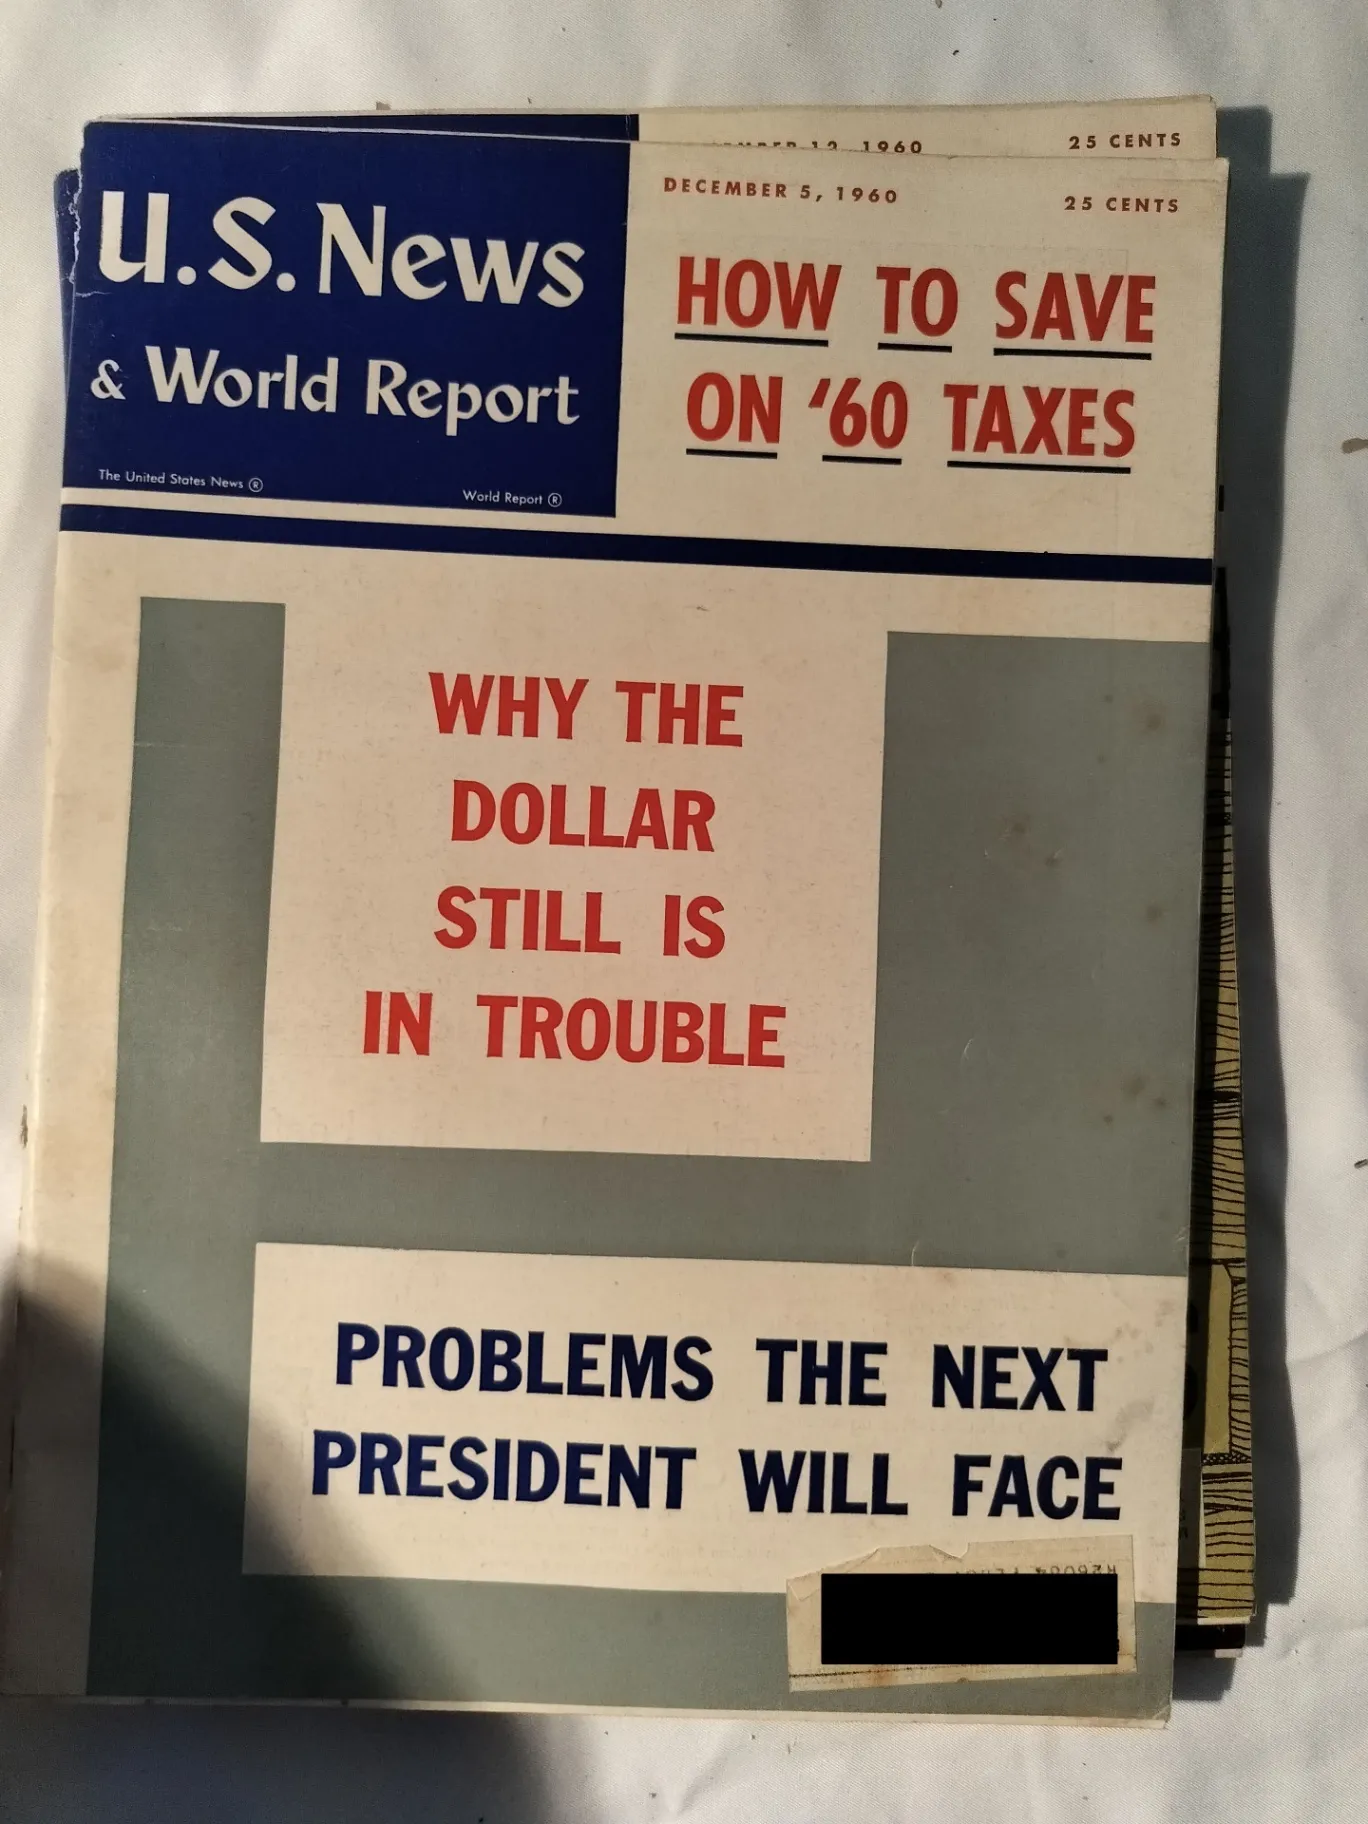 12, 1960
25 CENTS
U.S. News
& World Report
The United States News ®
World Report ®
DECEMBER 5, 1960
25 CENTS
HOW TO SAVE
ON '60 TAXES
WHY THE
DOLLAR
STILL IS
IN TROUBLE
PROBLEMS THE NEXT
PRESIDENT WILL FACE